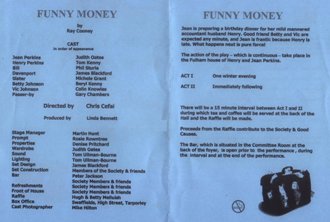 FUNNY MONEY
by
Ray Cooney
CAST
in order of appearance
Jean Perkins Judith Oates
Henry Perkins Tom Kenny
Bill Phil Sturla
Davenport James Blackford
Slater Michele Grant
Betty Johnson Beryl Kenny
Vic Johnson Colin Knowles
Passer-by Gary Chambers
Directed by Chris Cefai
Produced by Linda Bennett
Stage Manager Martin Reefl
Prompt Rosie Rowntree
Properties Denise Pritchard
Wardrobe Judith Oates
Sound Tom Ullman-Bourne
Lighting Tom Ullman-Bourne
Set Design James Blackford
Set Construction Members of the Society & friends
Bar Peter Jackson
Society Members & friends
Refreshments Society Members & friends
Front of House Society Members & friends
Raffle Hugh & Betty
Box Office Swatfields, High Street, Tarporley
Cast Photographer Mike Hilton
FUNNY MONEY
Jean is preparing a birthday dinner for her mild mannered
accountant husband Henry. Good friend Betty and Vic are
expected any minute, and Jean is frantic because Henry is
late. What happens next is pure farce!
The action of the play - which is continuous - take place in
the Fulham house of Henry and Jean Perkins.
ACT I One winter evening
ACT II Immediately following
There will be a 15 minute interval between Act I and II
during which tea and coffee will be served at the back of the
Hall and the Raffle will be made.
Proceeds from the Raffle contribute to the Society & Good
Causes.
The Bar, which is situated in the Committee Room at the
back of the foyer, is open prior to the performance , during
the interval and at the end of the performance.